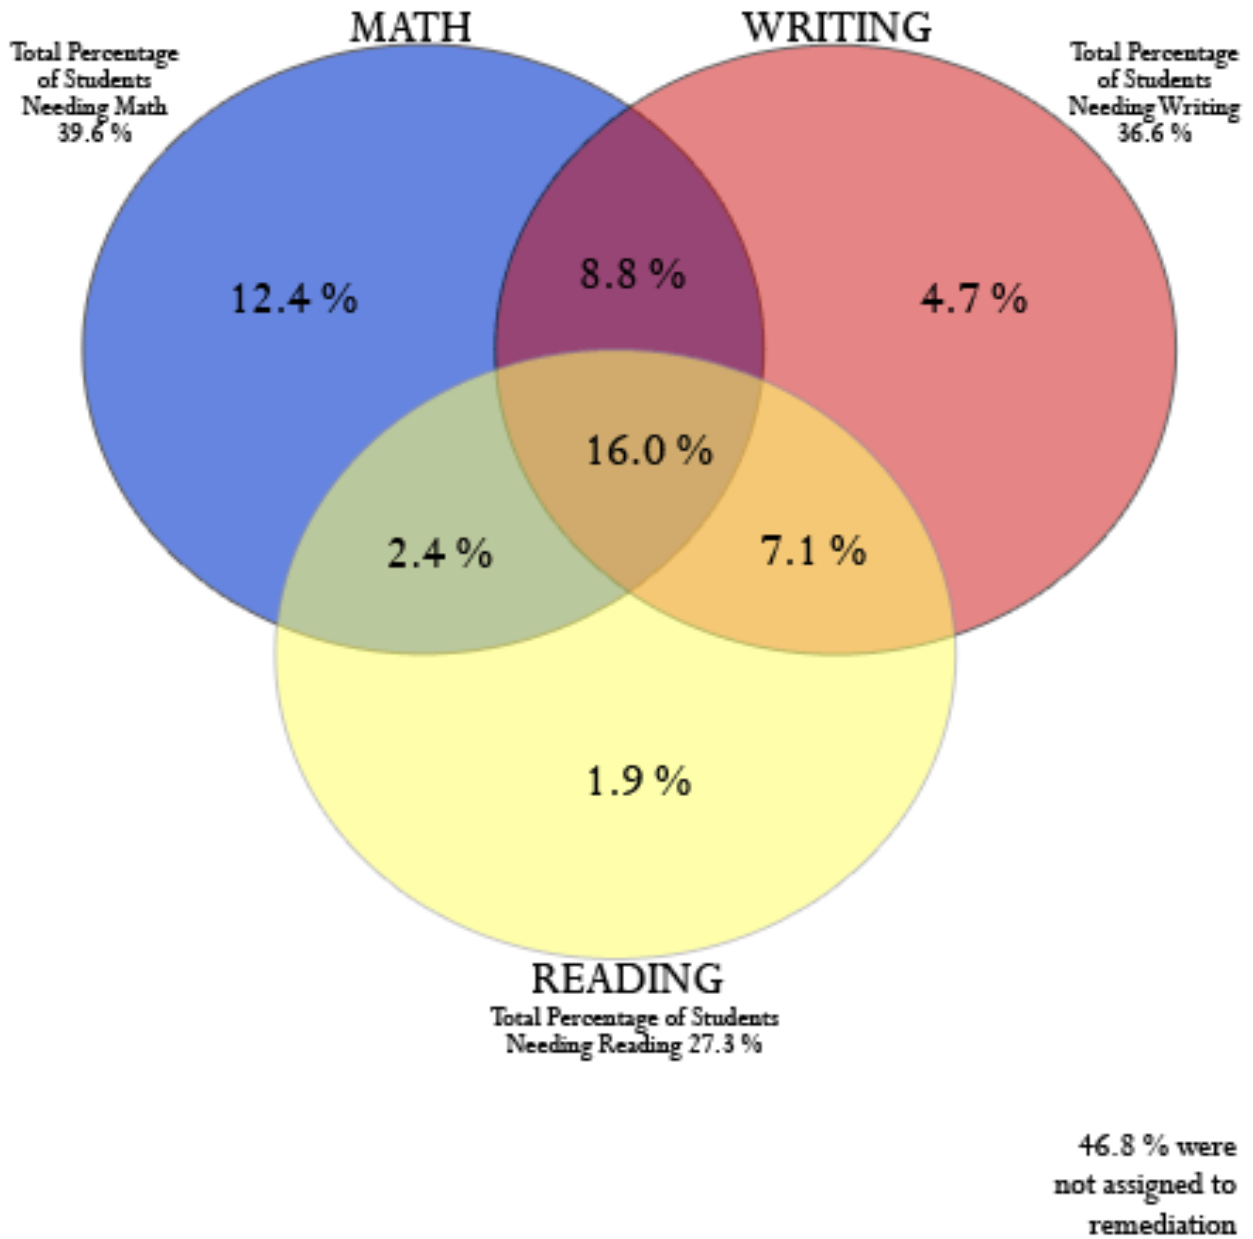 MATH
WRITING
Total Percentage
of Students
Needing Math
39.6 %
Total Percentage
of Students
Needing Writing
36.6 %
12.4 %
8.8 %
4.7 %
16.0 %
2.4 %
7.1 %
1.9 %
READING
Total Percentage of Students
Needing Reading 27.3 %
46.8 % were
not assigned to
remediation